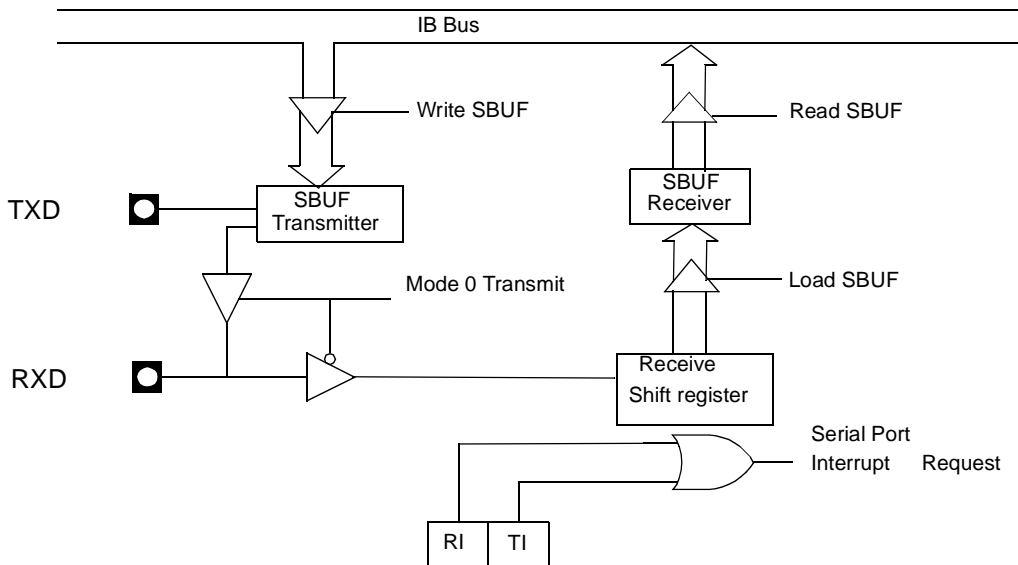 IB Bus
Write SBUF
Read SBUF
TXD
SBUF
Transmitter
SBUF
Receiver
Mode 0 Transmit
Load SBUF
RXD
Receive
Shift register
Serial Port
Interrupt Request
RI TI